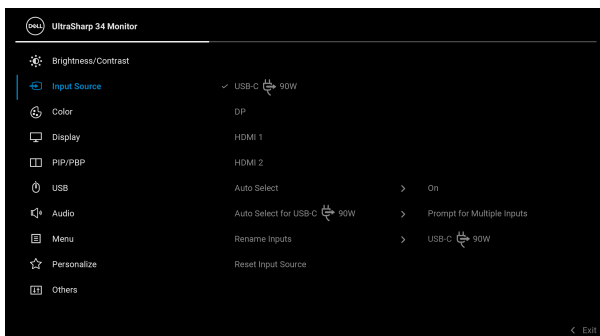 DELL UltraSharp 34 Monitor
Brightness/Contrast
Input Source USB-C 90W
Color DP
Display HDMI 1
PIP/PBP HDMI 2
USB Auto Select On
Audio Auto Select for USB-C 90W Prompt for Multiple Inputs
Menu Rename Inputs USB-C 90W
Personalize Reset Input Source
Others
Exit